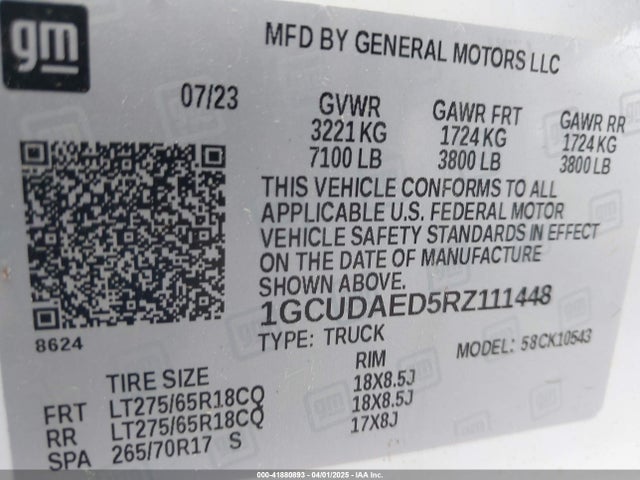 gm
MFD BY GENERAL MOTORS LLC
07/23
GVWR GAWR FRT GAWR RR
3221 KG 1724 KG 1724 KG
7100 LB 3800 LB 3800 LB
THIS VEHICLE CONFORMS TO ALL
APPLICABLE U.S. FEDERAL MOTOR
VEHICLE SAFETY STANDARDS IN EFFECT
ON THE DATE OF MANUFACTURE
SHOWN ABOVE.
1GCUDAED5RZ111448
8624
TYPE: TRUCK MODEL: 58CK10543
TIRE SIZE RIM
FRT LT275/65R18CQ 18X8.5J
RR LT275/65R18CQ 18X8.5J
SPA 265/70R17 S 17X8J
000-41880893 - 04/01/2025 - IAA Inc.